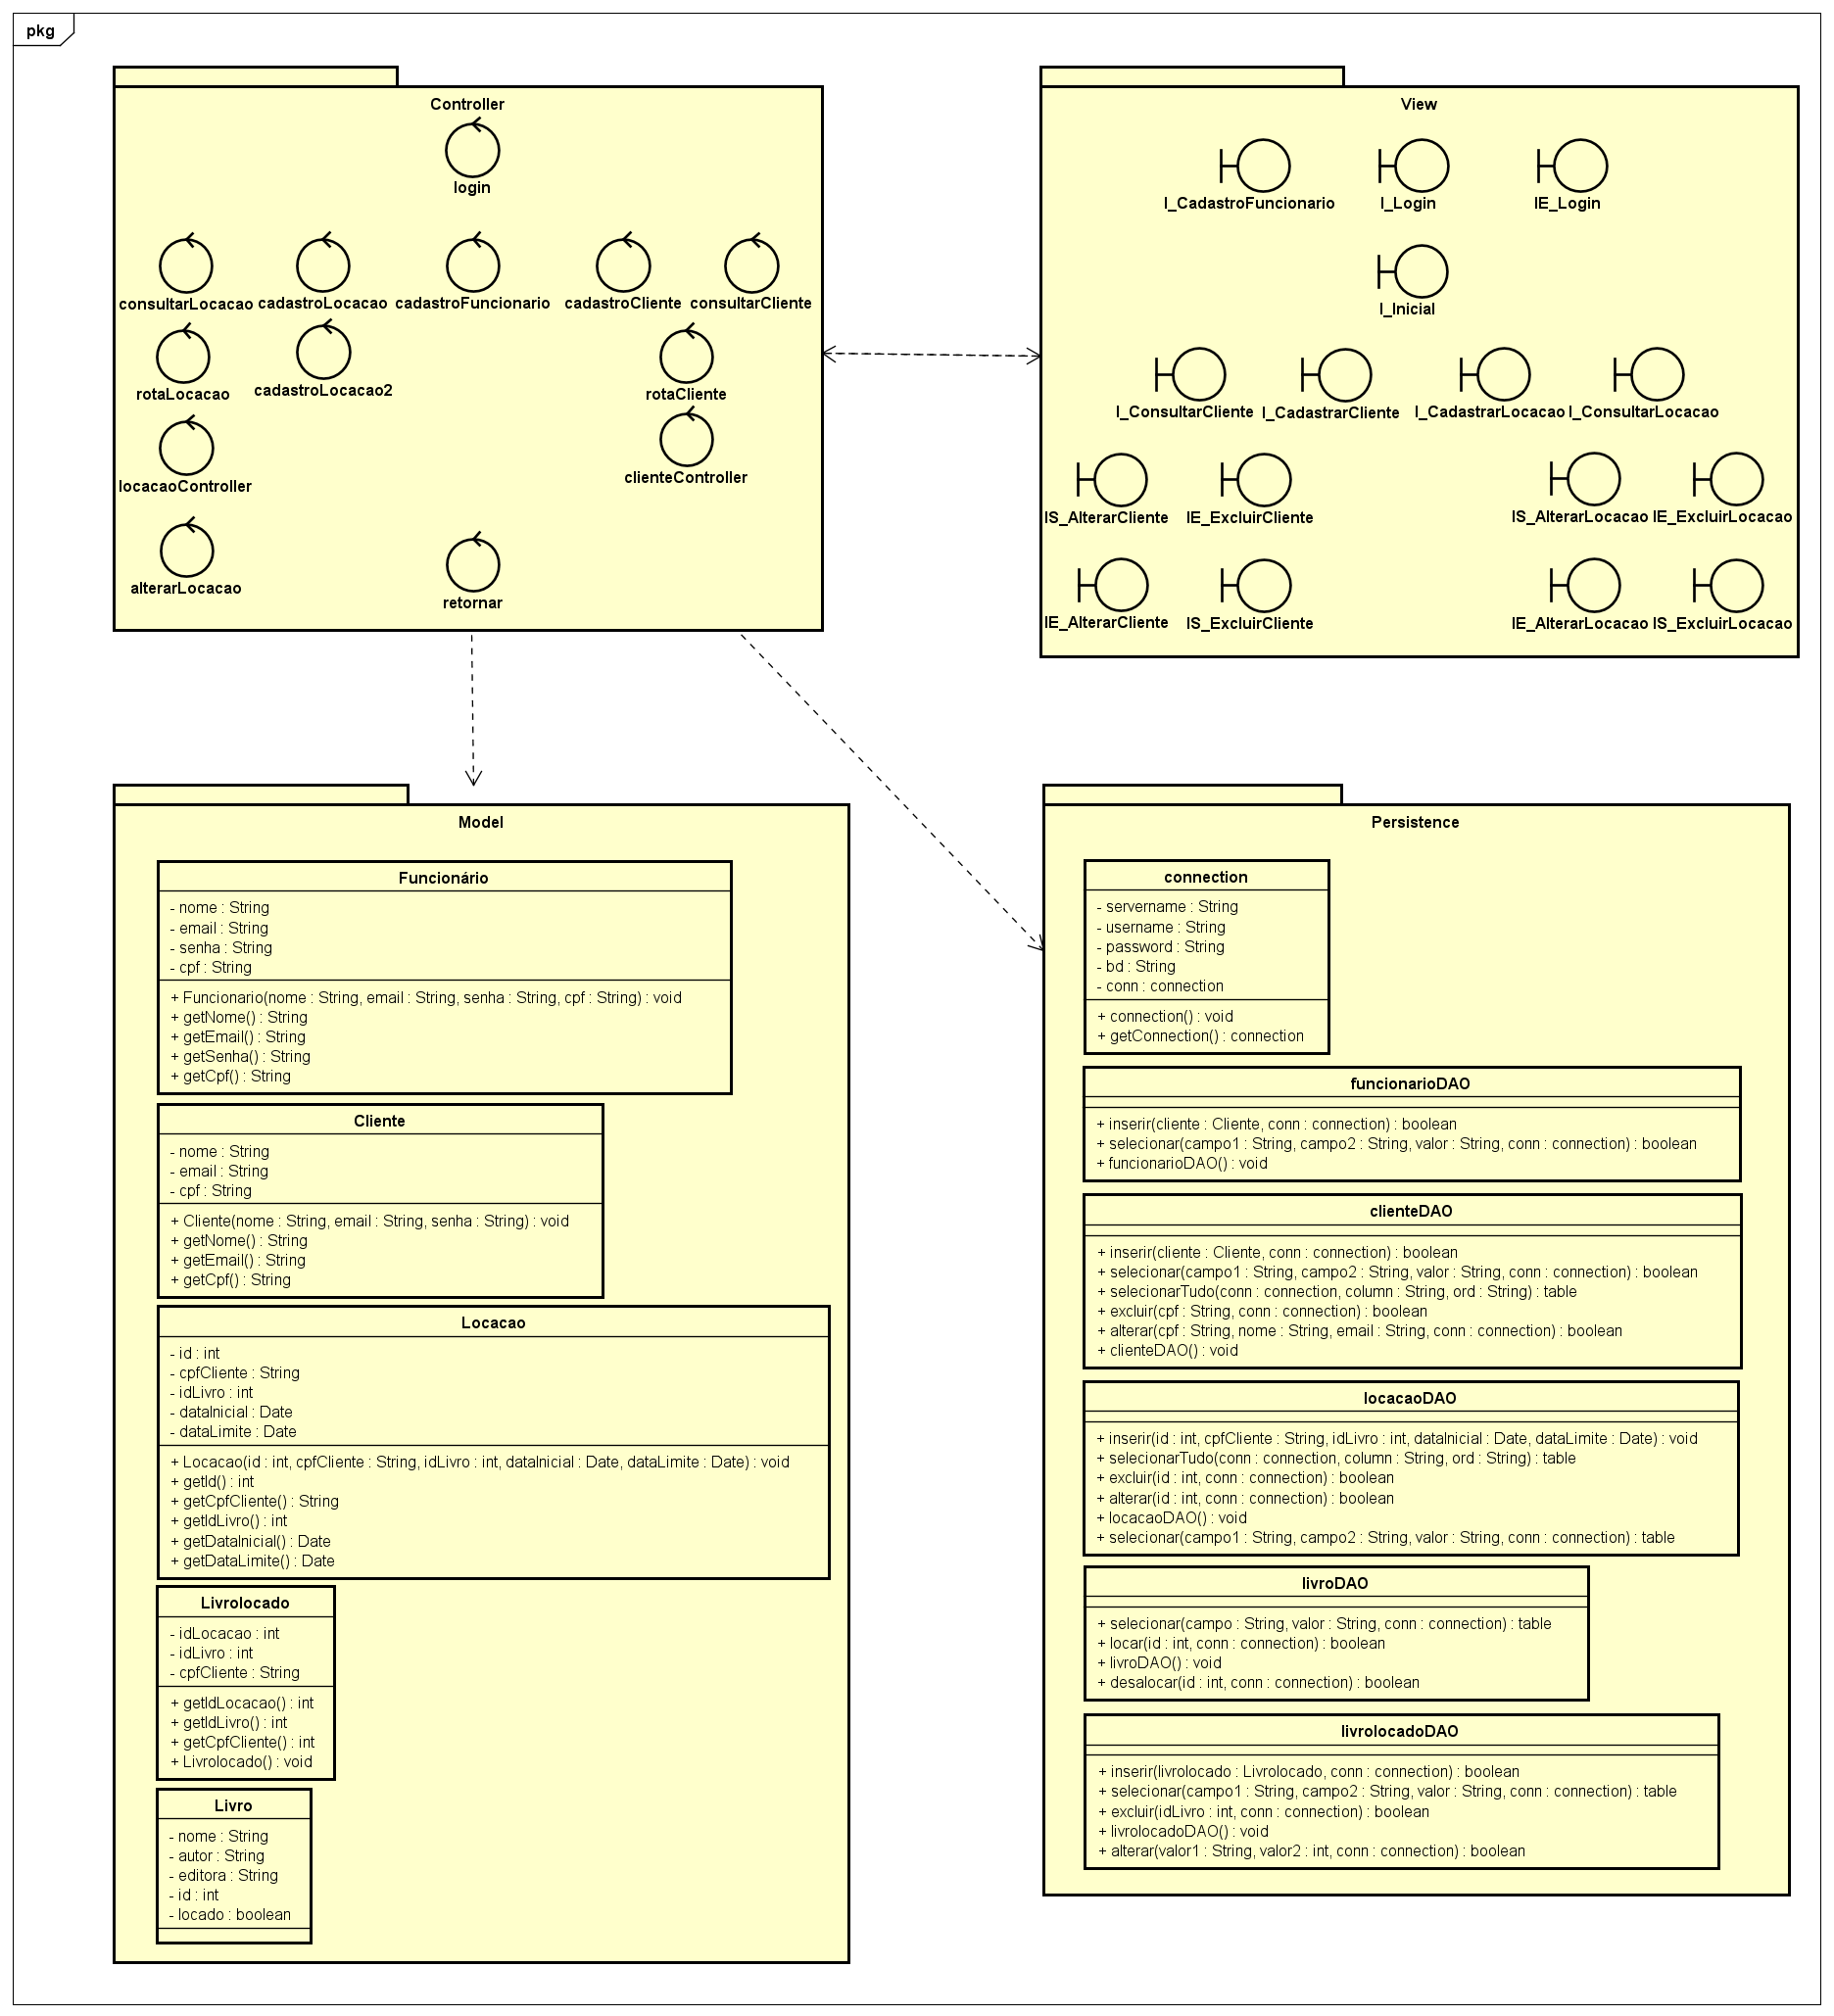 pkg
Controller
login
consultarLocacao
cadastroLocacao
cadastroFuncionario
cadastroCliente
consultarCliente
rotaLocacao
cadastroLocacao2
rotaCliente
locacaoController
clienteController
alterarLocacao
retornar
View
I_CadastroFuncionario
I_Login
IE_Login
I_Inicial
I_ConsultarCliente
I_CadastrarCliente
I_CadastrarLocacao
I_ConsultarLocacao
IS_AlterarCliente
IE_ExcluirCliente
IS_AlterarLocacao
IE_ExcluirLocacao
IE_AlterarCliente
IS_ExcluirCliente
IE_AlterarLocacao
IS_ExcluirLocacao
Model
Funcionário
- nome : String
- email : String
- senha : String
- cpf : String
+ Funcionario(nome : String, email : String, senha : String, cpf : String) : void
+ getNome() : String
+ getEmail() : String
+ getSenha() : String
+ getCpf() : String
Cliente
- nome : String
- email : String
- cpf : String
+ Cliente(nome : String, email : String, senha : String) : void
+ getNome() : String
+ getEmail() : String
+ getCpf() : String
Locacao
- id : int
- cpfCliente : String
- idLivro : int
- dataInicial : Date
- dataLimite : Date
+ Locacao(id : int, cpfCliente : String, idLivro : int, dataInicial : Date, dataLimite : Date) : void
+ getId() : int
+ getCpfCliente() : String
+ getIdLivro() : int
+ getDataInicial() : Date
+ getDataLimite() : Date
Livrolocado
- idLocacao : int
- idLivro : int
- cpfCliente : String
+ getIdLocacao() : int
+ getIdLivro() : int
+ getCpfCliente() : int
+ Livrolocado() : void
Livro
- nome : String
- autor : String
- editora : String
- id : int
- locado : boolean
Persistence
connection
- servername : String
- username : String
- password : String
- bd : String
- conn : connection
+ connection() : void
+ getConnection() : connection
funcionarioDAO
+ inserir(cliente : Cliente, conn : connection) : boolean
+ selecionar(campo1 : String, campo2 : String, valor : String, conn : connection) : boolean
+ funcionarioDAO() : void
clienteDAO
+ inserir(cliente : Cliente, conn : connection) : boolean
+ selecionar(campo1 : String, campo2 : String, valor : String, conn : connection) : boolean
+ selecionarTudo(conn : connection, column : String, ord : String) : table
+ excluir(cpf : String, conn : connection) : boolean
+ alterar(cpf : String, nome : String, email : String, conn : connection) : boolean
+ clienteDAO() : void
locacaoDAO
+ inserir(id : int, cpfCliente : String, idLivro : int, dataInicial : Date, dataLimite : Date) : void
+ selecionarTudo(conn : connection, column : String, ord : String) : table
+ excluir(id : int, conn : connection) : boolean
+ alterar(id : int, conn : connection) : boolean
+ locacaoDAO() : void
+ selecionar(campo1 : String, campo2 : String, valor : String, conn : connection) : table
livroDAO
+ selecionar(campo : String, valor : String, conn : connection) : table
+ locar(id : int, conn : connection) : boolean
+ livroDAO() : void
+ desalocar(id : int, conn : connection) : boolean
livrolocadoDAO
+ inserir(livrolocado : Livrolocado, conn : connection) : boolean
+ selecionar(campo1 : String, campo2 : String, valor : String, conn : connection) : table
+ excluir(idLivro : int, conn : connection) : boolean
+ livrolocadoDAO() : void
+ alterar(valor1 : String, valor2 : int, conn : connection) : boolean